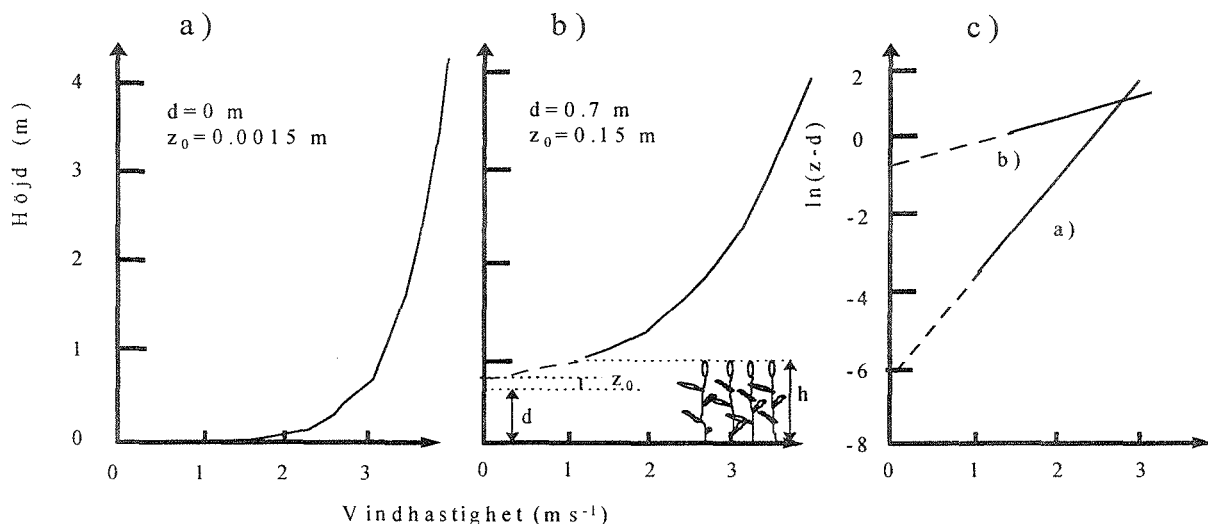 a)
b)
c)
Höjd (m)
4
3
2
1
0
d=0 m
z₀=0.0015 m
0 1 2 3
d=0.7 m
z₀=0.15 m
z₀
d
h
0 1 2 3
ln(z-d)
2
0
-2
-4
-6
-8
b)
a)
0 1 2 3
Vindhastighet (m s⁻¹)